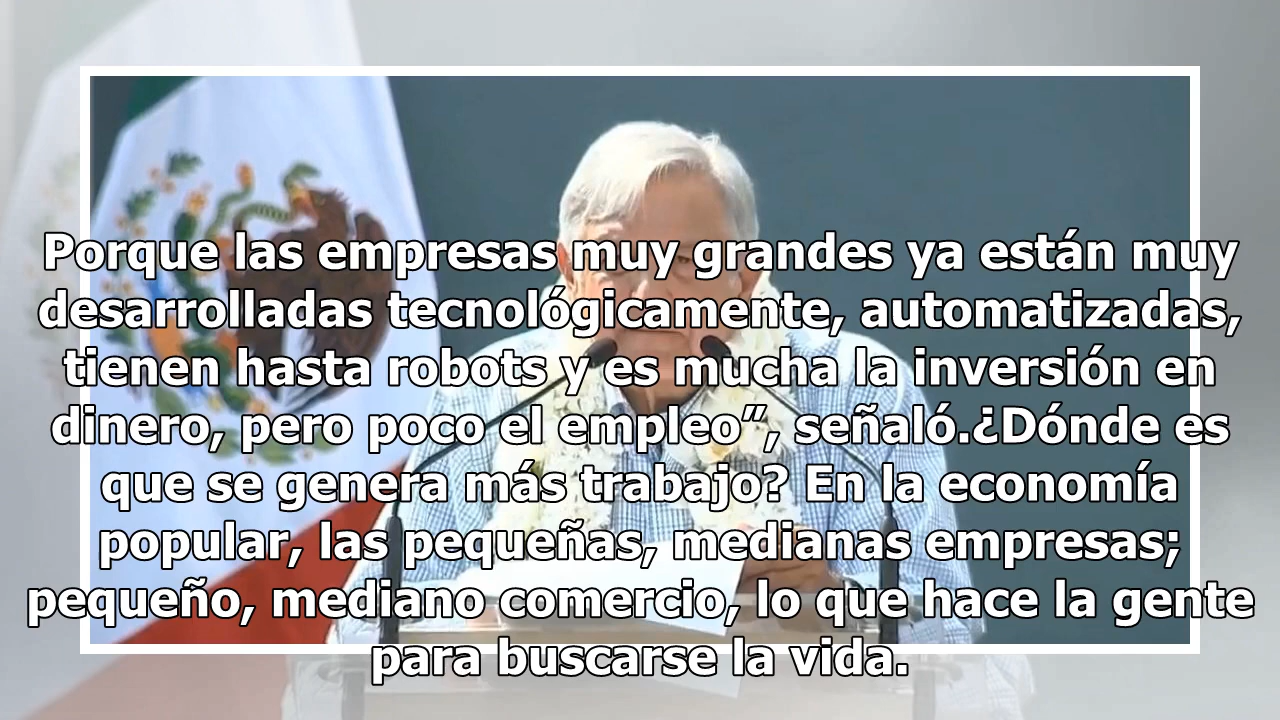 Porque las empresas muy grandes ya están muy
desarrolladas tecnológicamente, automatizadas,
tienen hasta robots y es mucha la inversión en
dinero, pero poco el empleo”, señaló.¿Dónde es
que se genera más trabajo? En la economía
popular, las pequeñas, medianas empresas;
pequeño, mediano comercio, lo que hace la gente
para buscarse la vida.